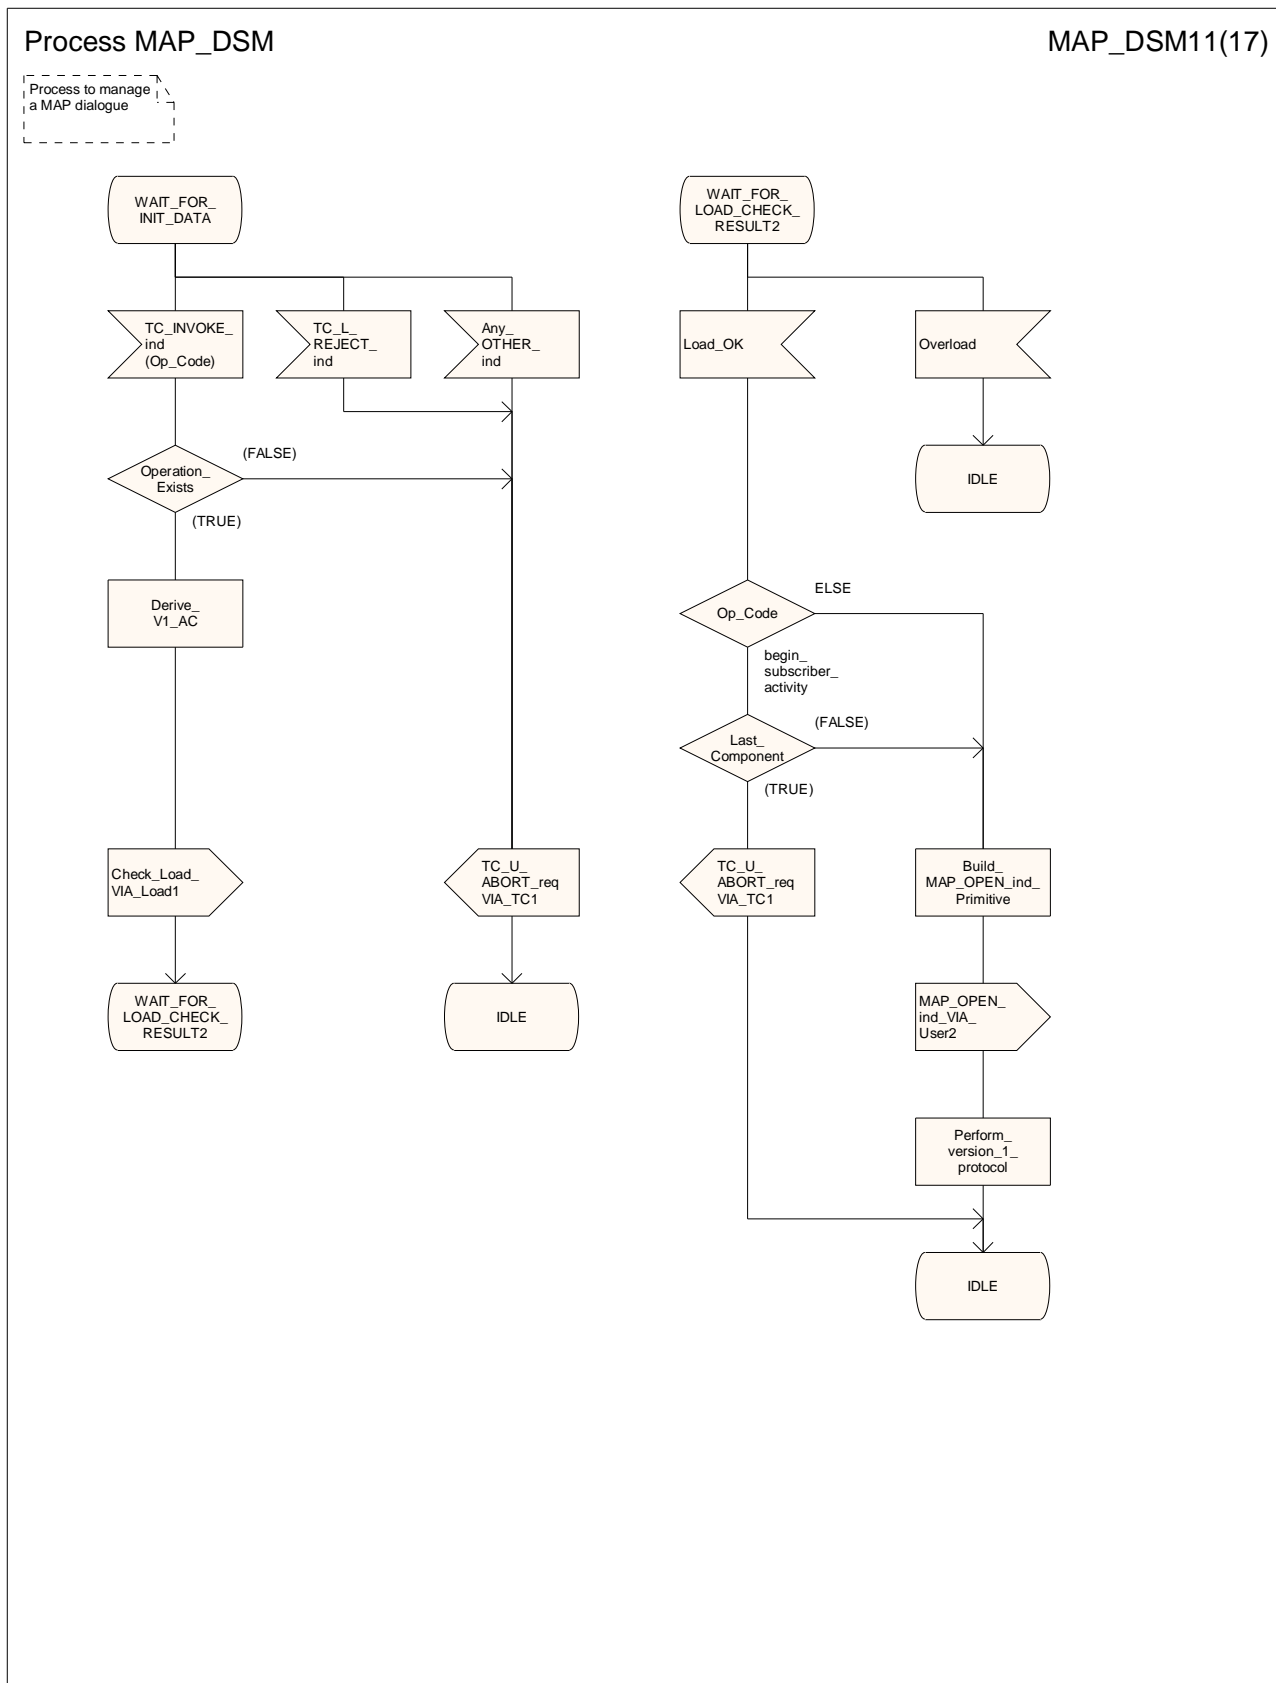 Process MAP_DSM
MAP_DSM11(17)
Process to manage
a MAP dialogue
WAIT_FOR_
INIT_DATA
TC_INVOKE_
ind
(Op_Code)
TC_L_
REJECT_
ind
Any_
OTHER_
ind
Operation_
Exists
(FALSE)
(TRUE)
Derive_
V1_AC
Check_Load_
VIA_Load1
TC_U_
ABORT_req
VIA_TC1
WAIT_FOR_
LOAD_CHECK_
RESULT2
IDLE
WAIT_FOR_
LOAD_CHECK_
RESULT2
Load_OK
Overload
IDLE
Op_Code
ELSE
begin_
subscriber_
activity
Last_
Component
(FALSE)
(TRUE)
TC_U_
ABORT_req
VIA_TC1
Build_
MAP_OPEN_ind_
Primitive
MAP_OPEN_
ind_VIA_
User2
Perform_
version_1_
protocol
IDLE